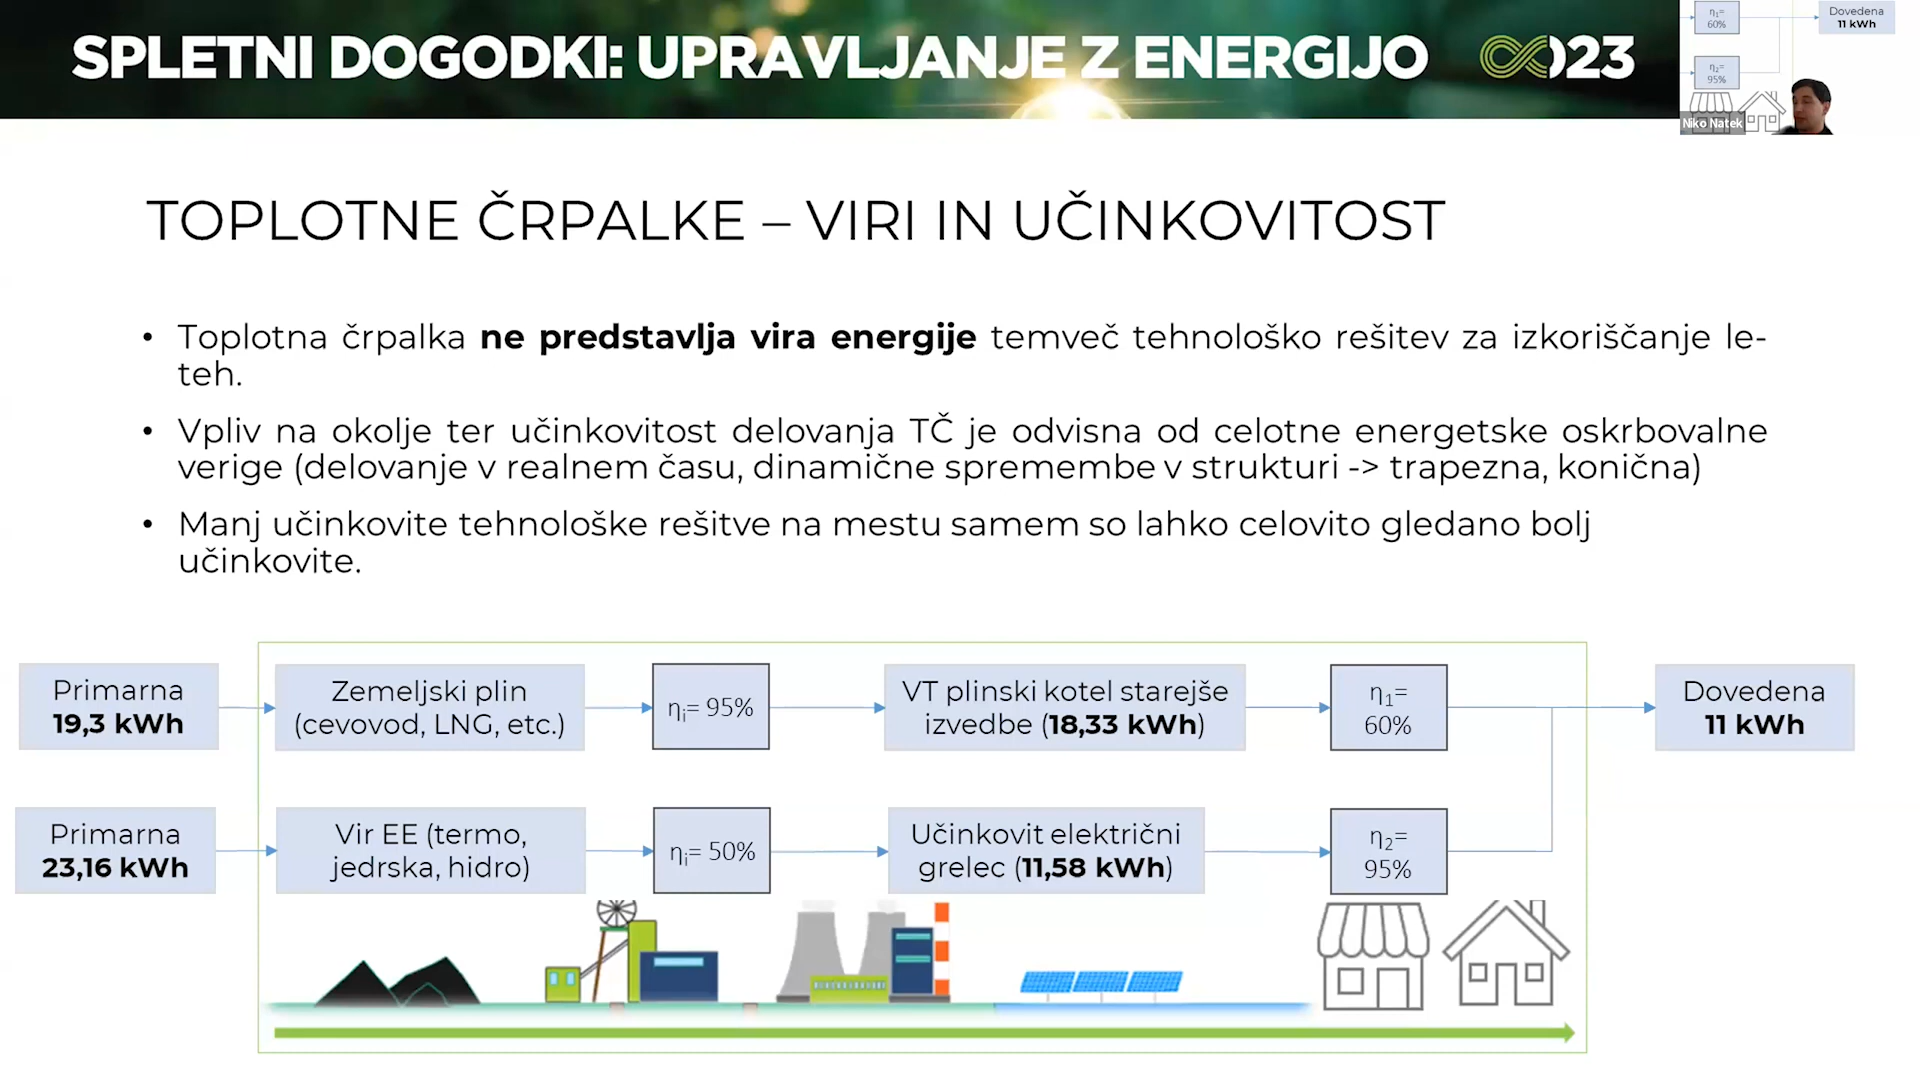 SPLETNI DOGODKI: UPRAVLJANJE Z ENERGIJO 23
η1=
60%
Dovedena
11 kWh
η2=
95%
Niko Natek
TOPLOTNE ČRPALKE – VIRI IN UČINKOVITOST
• Toplotna črpalka ne predstavlja vira energije temveč tehnološko rešitev za izkoriščanje le-
teh.
• Vpliv na okolje ter učinkovitost delovanja TČ je odvisna od celotne energetske oskrbovalne
verige (delovanje v realnem času, dinamične spremembe v strukturi -> trapezna, konična)
• Manj učinkovite tehnološke rešitve na mestu samem so lahko celovito gledano bolj
učinkovite.
Primarna
19,3 kWh
Zemeljski plin
(cevovod, LNG, etc.)
ηi= 95%
VT plinski kotel starejše
izvedbe (18,33 kWh)
η1=
60%
Dovedena
11 kWh
Primarna
23,16 kWh
Vir EE (termo,
jedrska, hidro)
ηi= 50%
Učinkovit električni
grelec (11,58 kWh)
η2=
95%